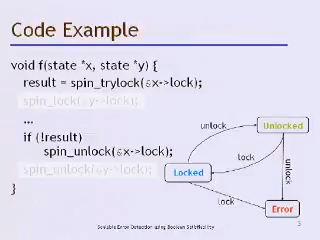 Code Example
void f(state *x, state *y) {
result = spin_trylock(&x->lock);
spin_lock(&y->lock);
…
if (!result)
spin_unlock(&x->lock);
spin_unlock(&y->lock);
}
unlock
Unlocked
lock
unlock
Locked
lock
Error
Scalable Error Detection using Boolean Satisfiability
3